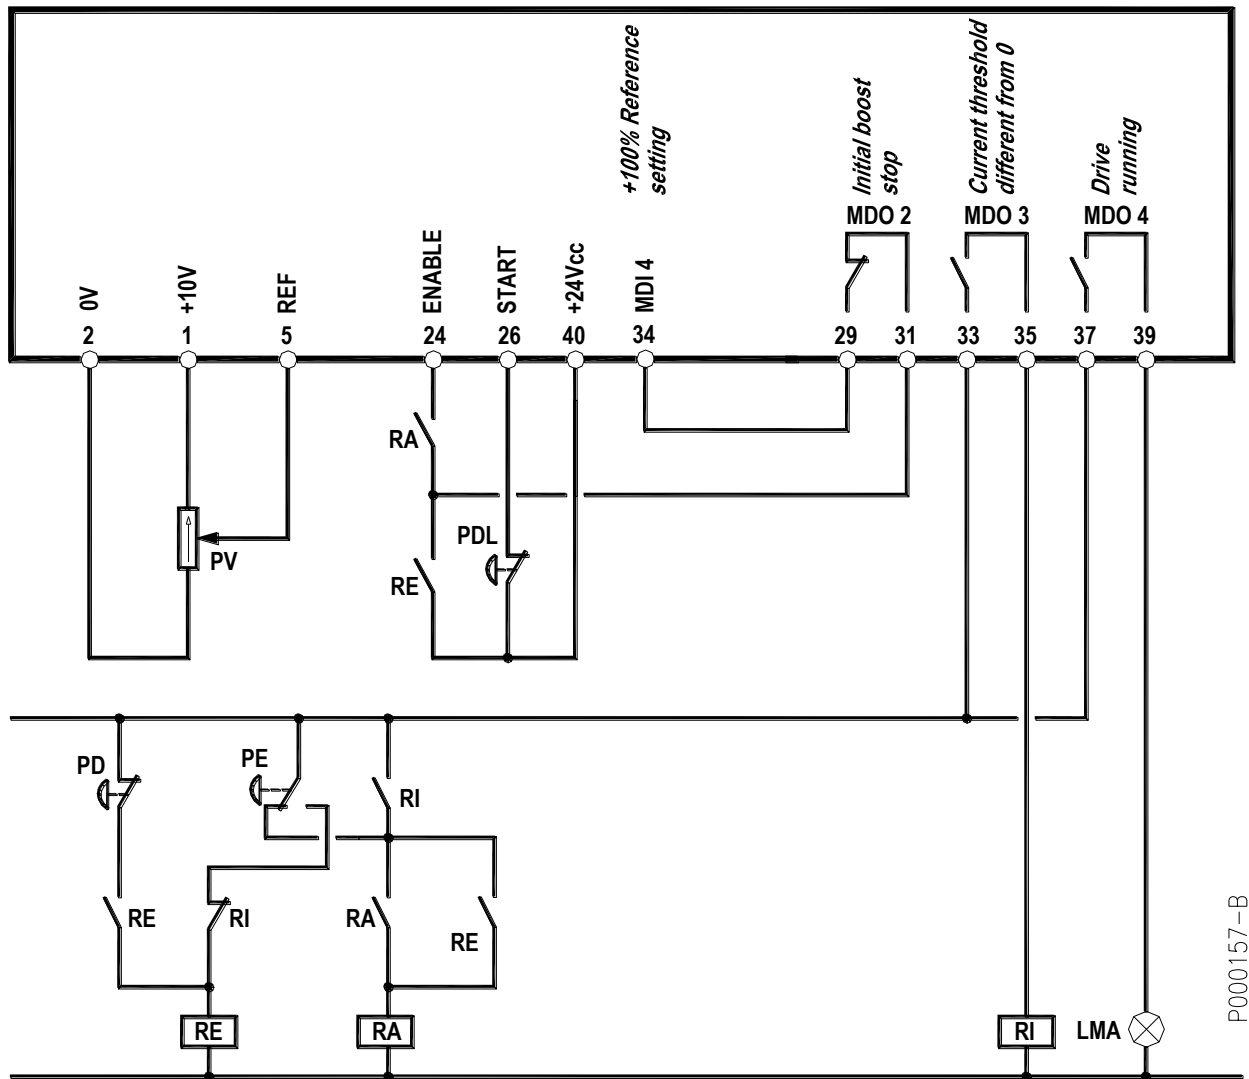 +100% Reference
setting
Initial boost
stop
Current threshold
different from 0
Drive
running
MDO 2
MDO 3
MDO 4
0V
+10V
REF
ENABLE
START
+24Vcc
MDI 4
2
1
5
24
26
40
34
29
31
33
35
37
39
RA
PDL
PV
RE
PD
PE
RI
RE
RI
RA
RE
RE
RA
RI
LMA
P000157-B